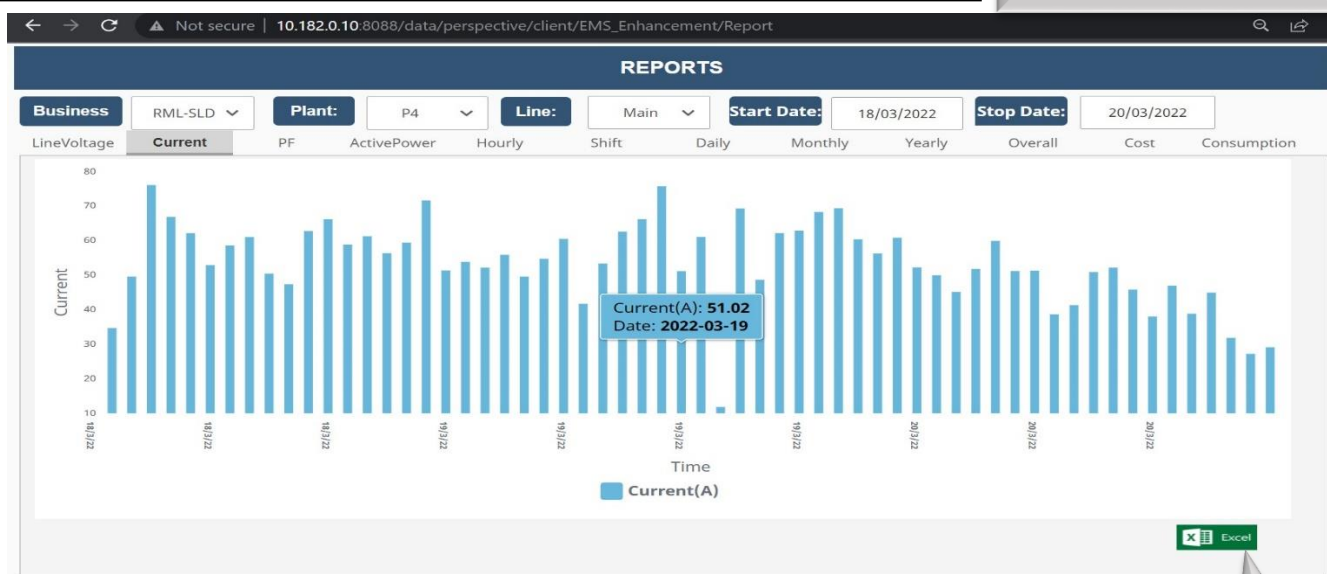 Not secure | 10.182.0.10:8088/data/perspective/client/EMS_Enhancement/Report
REPORTS
Business RML-SLD Plant: P4 Line: Main Start Date: 18/03/2022 Stop Date: 20/03/2022
LineVoltage Current PF ActivePower Hourly Shift Daily Monthly Yearly Overall Cost Consumption
80
70
60
50
40
30
20
10
Current
Current(A): 51.02
Date: 2022-03-19
18/3/22 18/3/22 18/3/22 19/3/22 19/3/22 19/3/22 19/3/22 20/3/22 20/3/22 20/3/22
Time
Current(A)
X Excel